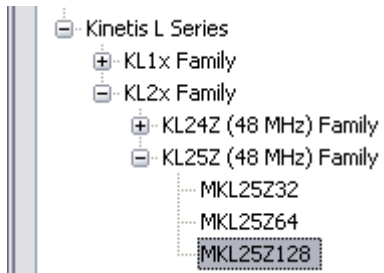 Kinetis L Series
KL1x Family
KL2x Family
KL24Z (48 MHz) Family
KL25Z (48 MHz) Family
MKL25Z32
MKL25Z64
MKL25Z128